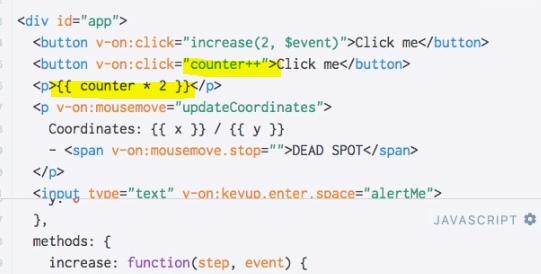 <div id="app">
<button v-on:click="increase(2, $event)">Click me</button>
<button v-on:click="counter++">Click me</button>
<p>{{ counter * 2 }}</p>
<p v-on:mousemove="updateCoordinates">
Coordinates: {{ x }} / {{ y }}
- <span v-on:mousemove.stop="">DEAD SPOT</span>
</p>
<input type="text" v-on:keyup.enter.space="alertMe">
JAVASCRIPT
},
methods: {
increase: function(step, event) {